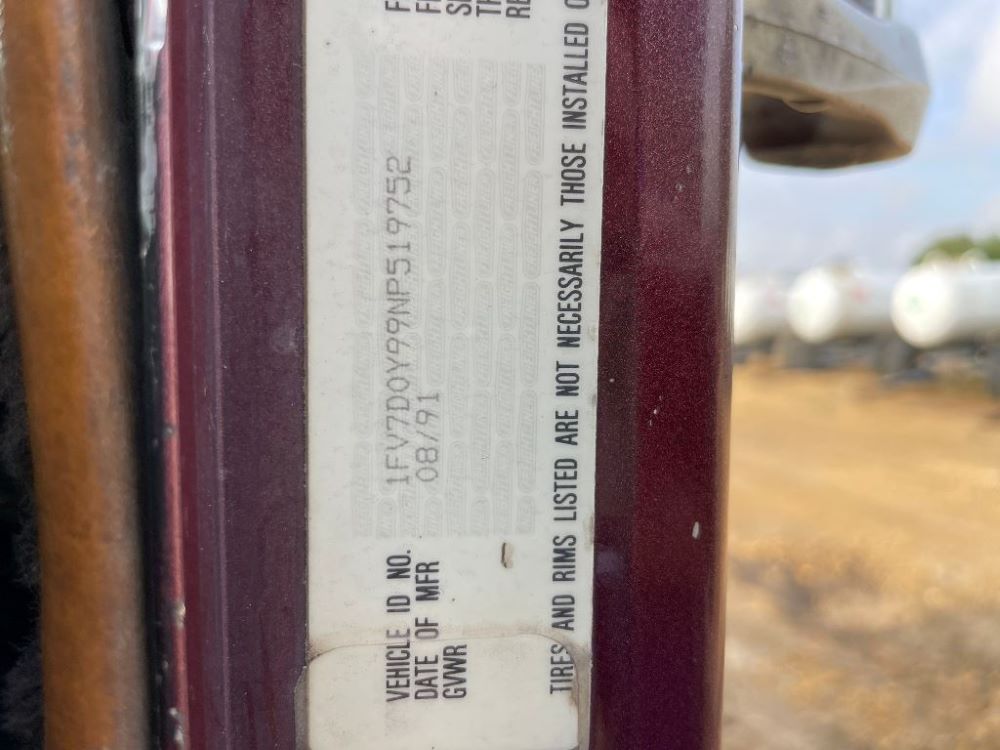 VEHICLE ID NO. 1FV7D0Y99NP519752
DATE OF MFR 08/91
GVWR
TIRES AND RIMS LISTED ARE NOT NECESSARILY THOSE INSTALLED